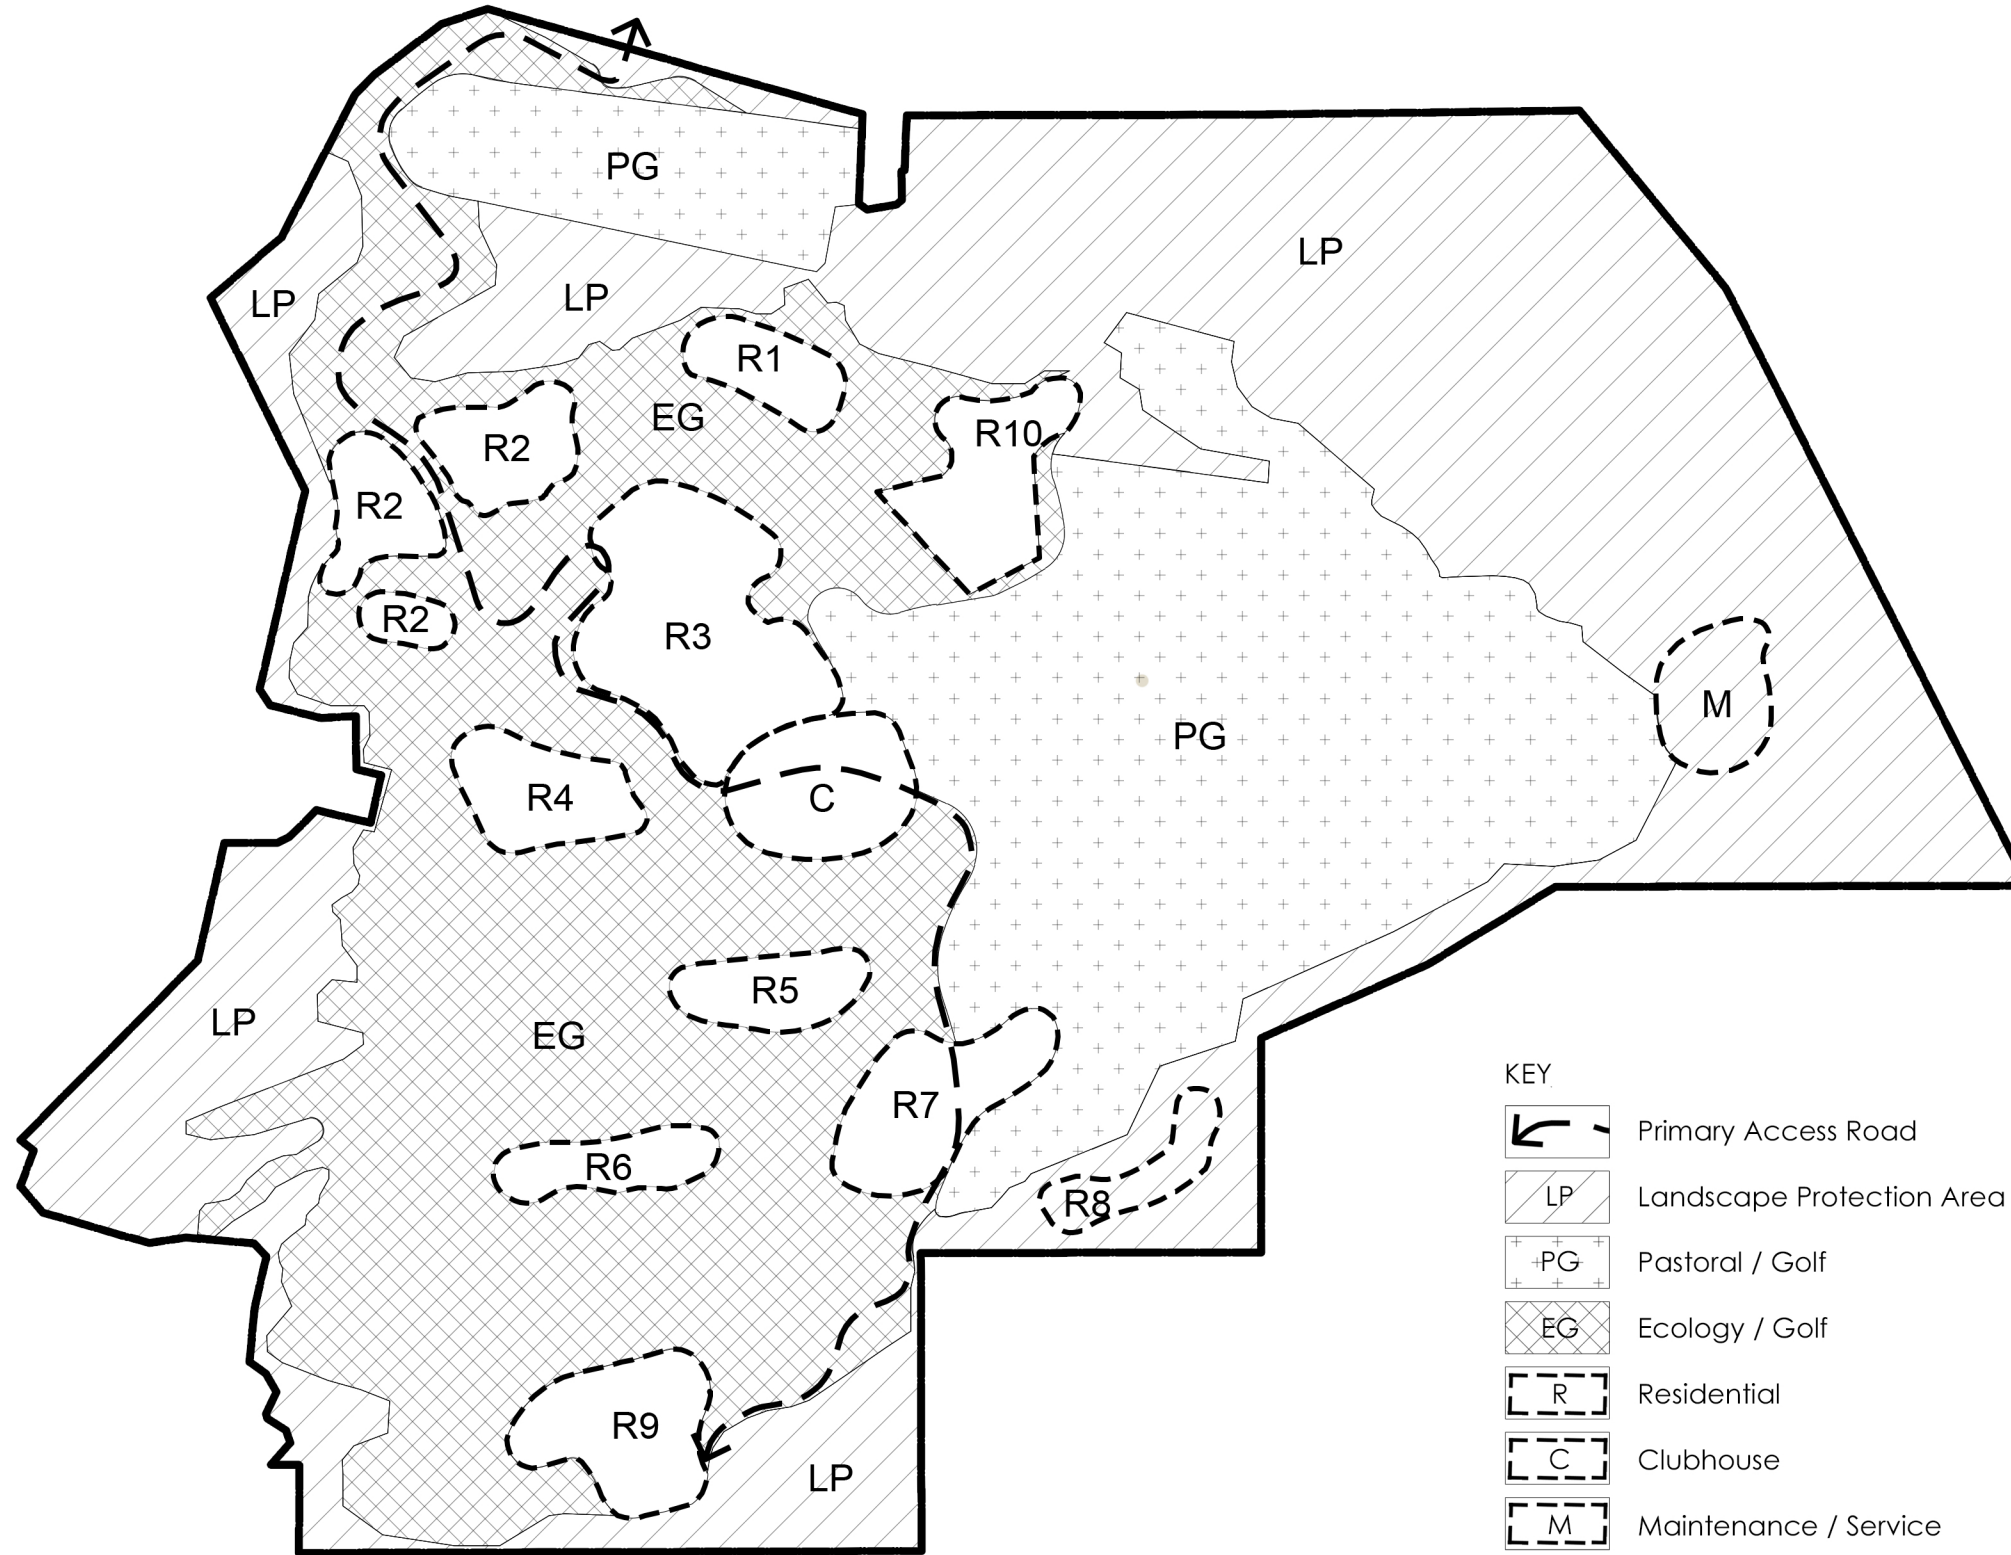 PG
LP
LP
LP
R1
EG
R10
R2
R2
R2
R3
M
PG
R4
C
R5
LP
EG
R7
R6
R8
R9
LP
KEY
Primary Access Road
LP Landscape Protection Area
PG Pastoral / Golf
EG Ecology / Golf
R Residential
C Clubhouse
M Maintenance / Service